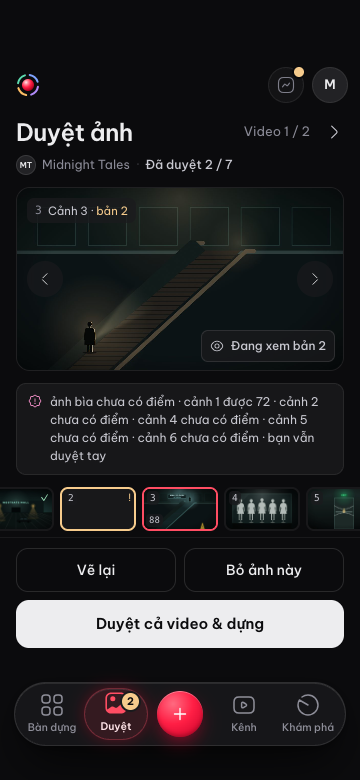 M
Duyệt ảnh
Video 1 / 2
MT Midnight Tales · Đã duyệt 2 / 7
3 Cảnh 3 · bản 2
Đang xem bản 2
ảnh bìa chưa có điểm · cảnh 1 được 72 · cảnh 2
chưa có điểm · cảnh 4 chưa có điểm · cảnh 5
chưa có điểm · cảnh 6 chưa có điểm · bạn vẫn
duyệt tay
2 !
3
88
4
5
Vẽ lại
Bỏ ảnh này
Duyệt cả video & dựng
2
Bàn dựng
Duyệt
Kênh
Khám phá